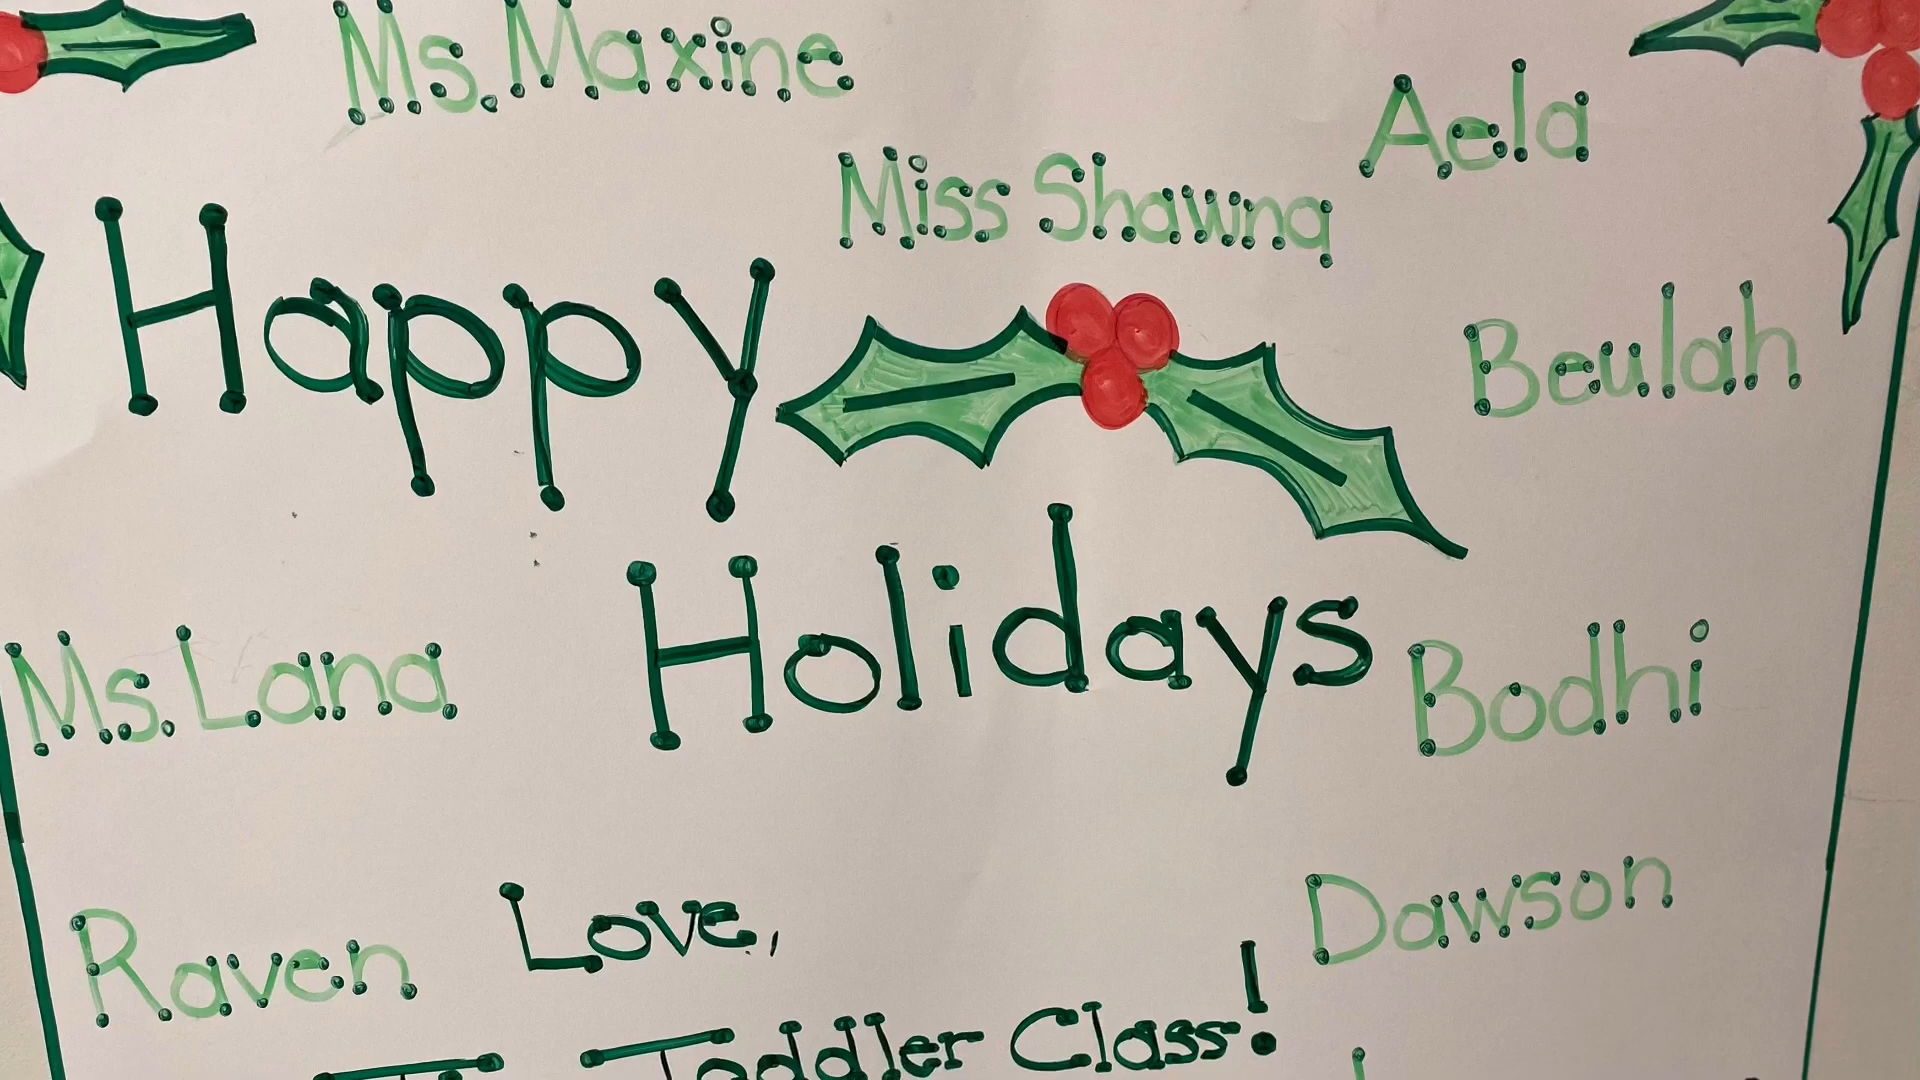 Ms. Maxine
Miss Shawna
Aela
Happy
Beulah
Holidays
Ms. Lana
Bodhi
Raven
Love,
Dawson
Toddler Class!